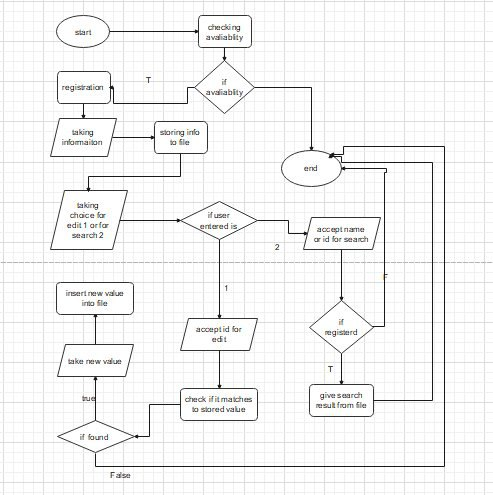 start
checking
avaliablity
if
avaliablity
T
registration
taking
informaiton
storing info
to file
end
taking
choice for
edit 1 or for
search 2
if user
entered is
accept name
or id for search
2
F
1
insert new value
into file
accept id for
edit
if
registerd
T
take new value
give search
result from file
check if it matches
to stored value
true
if found
False